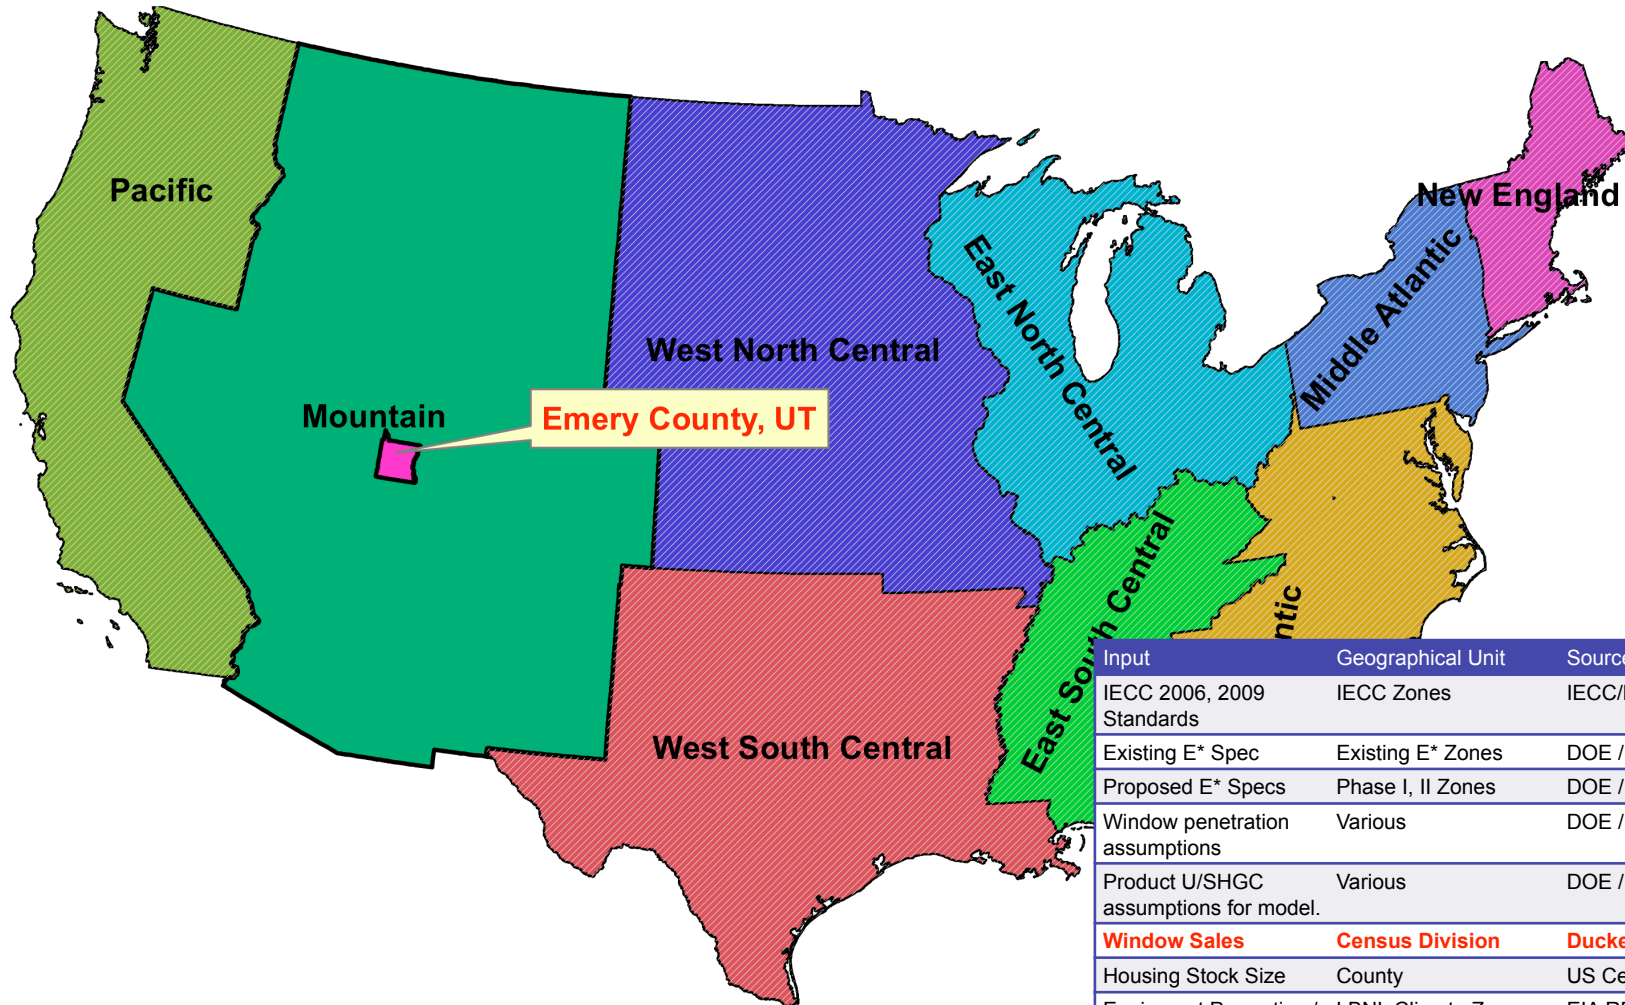 Pacific
New England
East North Central
Middle Atlantic
West North Central
Mountain
Emery County, UT
East South Central
West South Central
Input Geographical Unit
IECC 2006, 2009 IECC Zones
Standards
Existing E* Spec Existing E* Zones DOE /
Proposed E* Specs Phase I, II Zones DOE /
Window penetration Various DOE /
assumptions
Product U/SHGC Various DOE /
assumptions for model.
Window Sales Census Division
Housing Stock Size County US